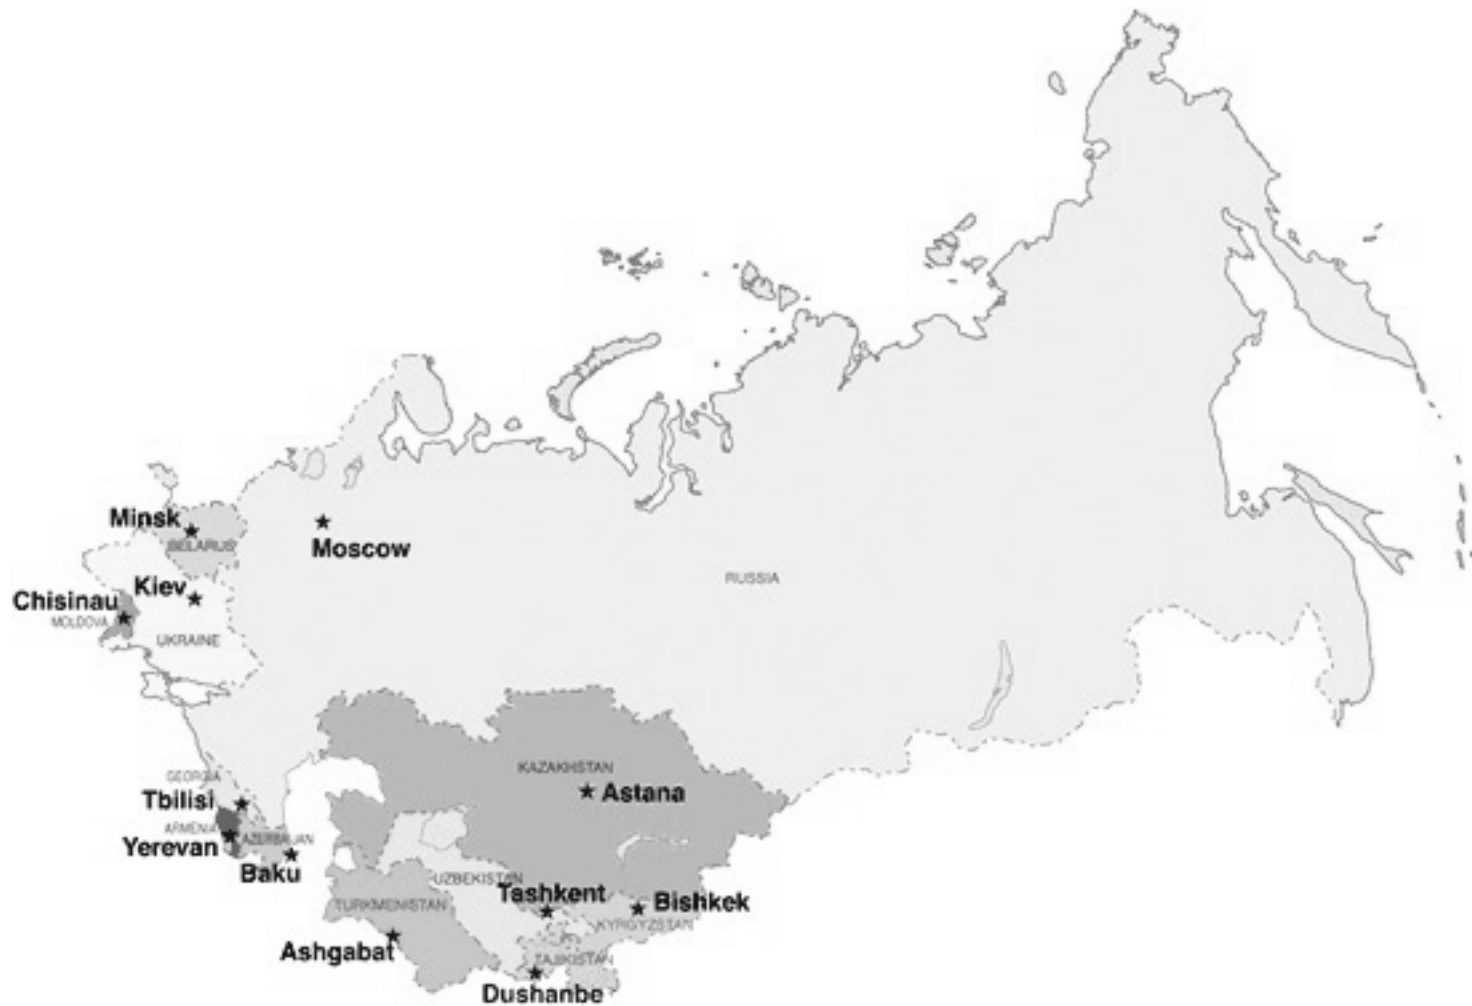 Minsk
BELARUS
Moscow
RUSSIA
Kiev
Chisinau
MOLDOVA
UKRAINE
KAZAKHSTAN
GEORGIA
Astana
Tbilisi
ARMENIA
AZERBAIJAN
Yerevan
Baku
UZBEKISTAN
Tashkent
Bishkek
TURKMENISTAN
KYRGYZSTAN
Ashgabat
TAJIKISTAN
Dushanbe